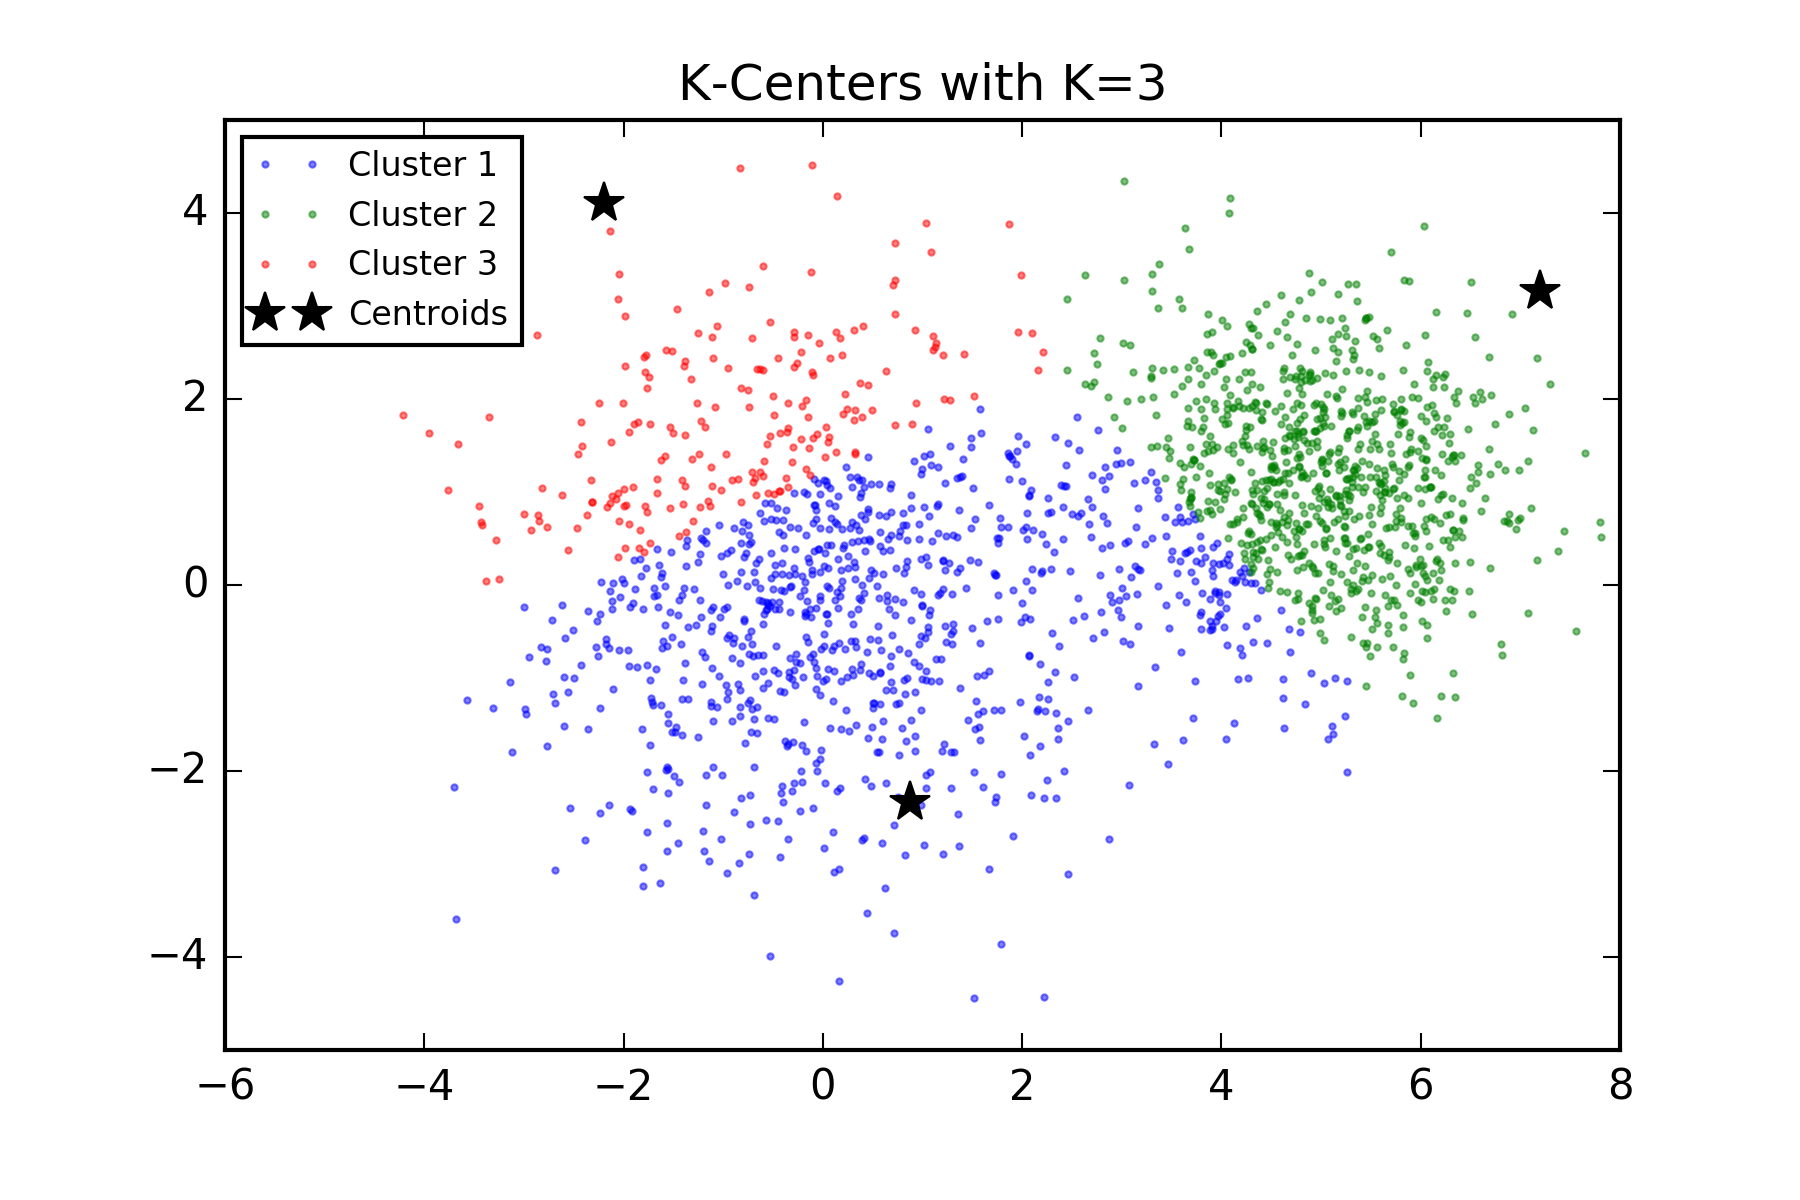 K-Centers with K=3
Cluster 1
Cluster 2
Cluster 3
Centroids
4
2
0
−2
−4
−6 −4 −2 0 2 4 6 8